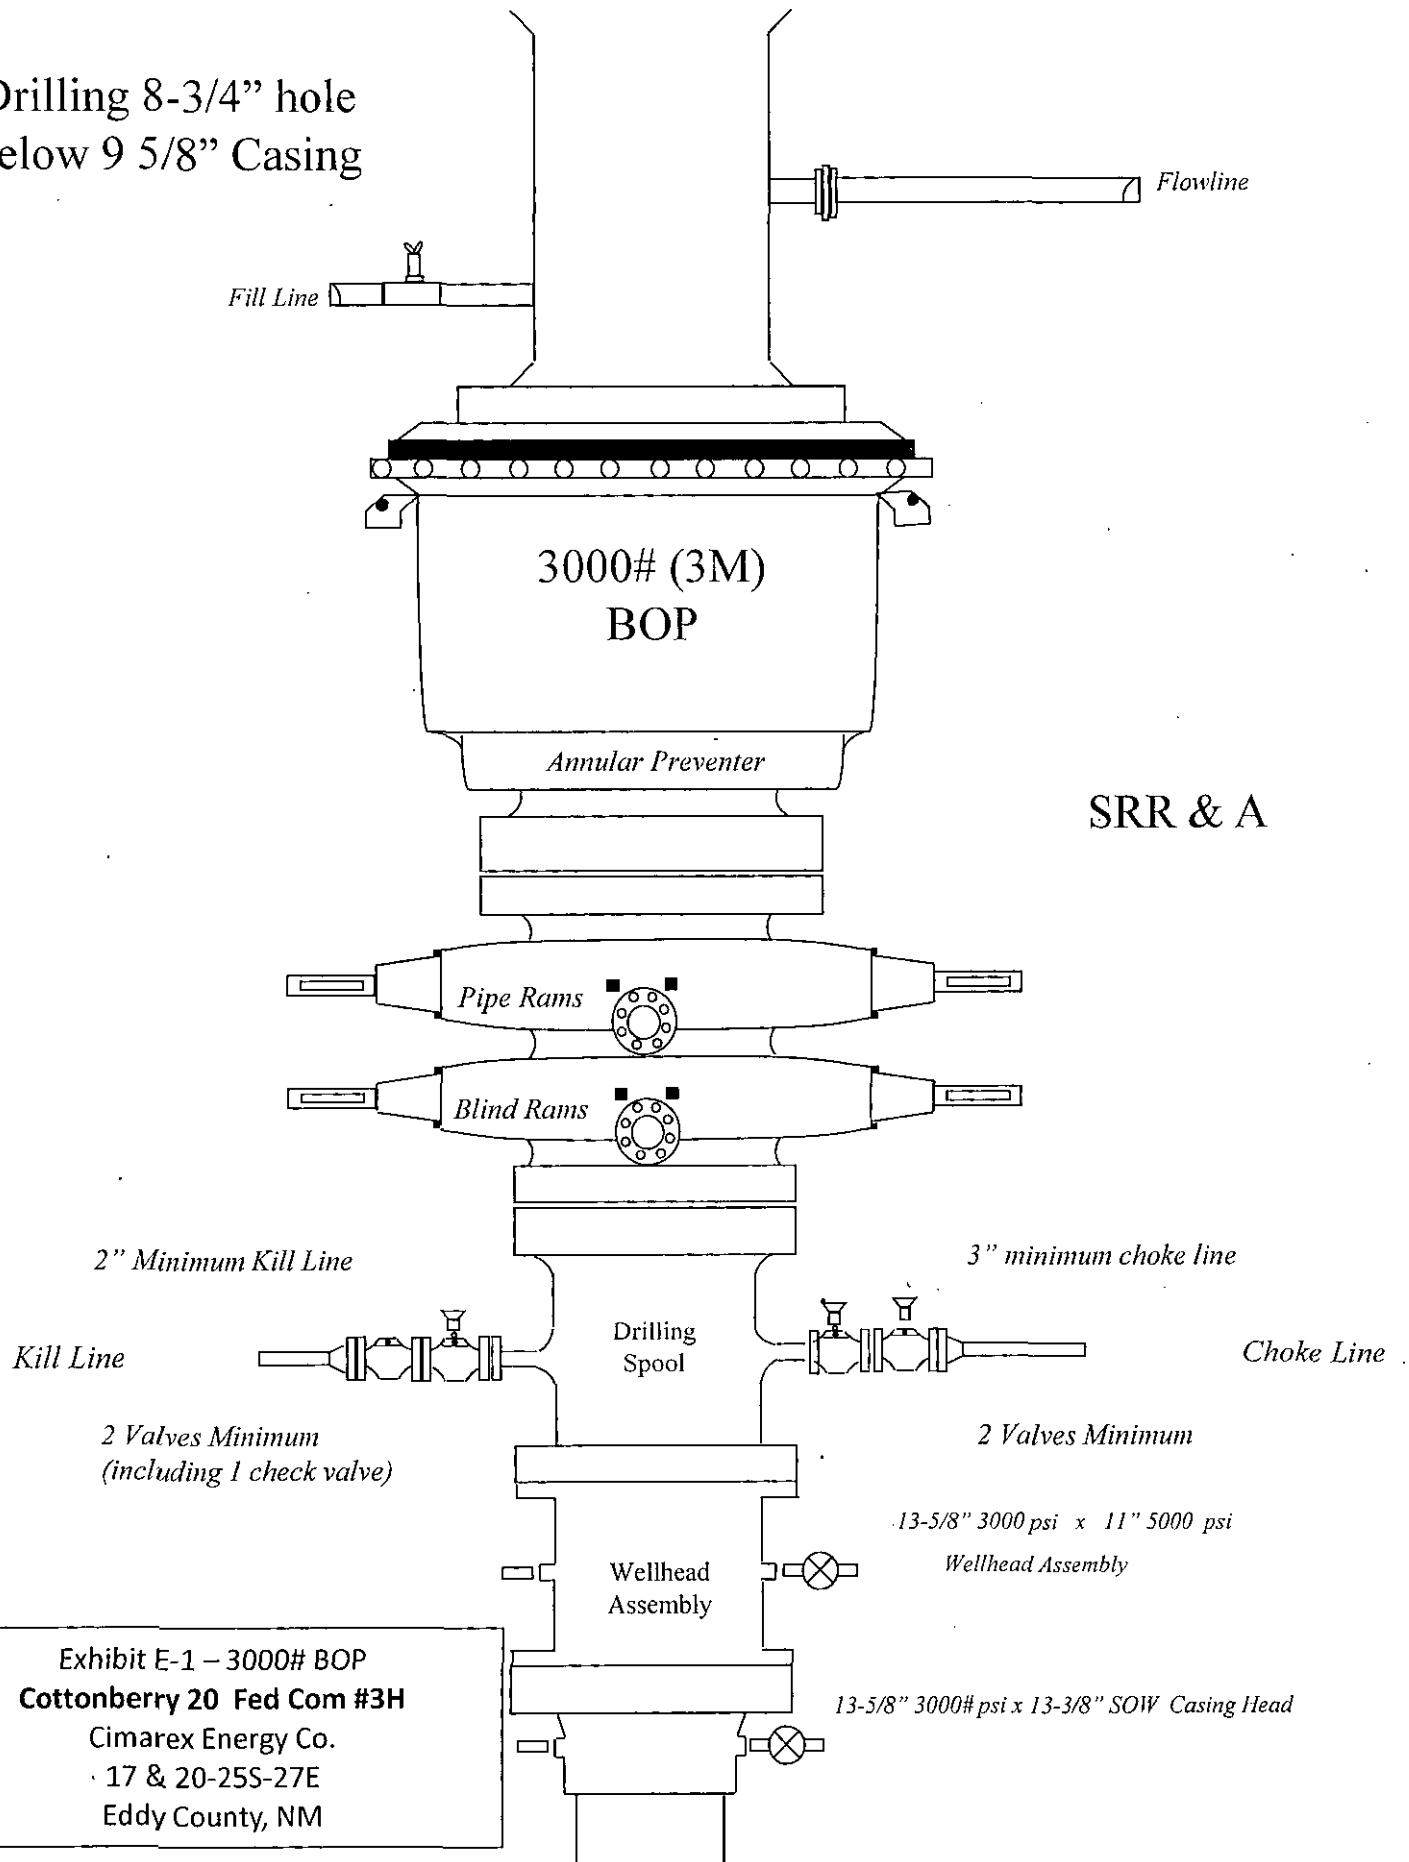 Drilling 8-3/4” hole
elow 9 5/8” Casing
Flowline
Fill Line
3000# (3M)
BOP
Annular Preventer
SRR & A
Pipe Rams
Blind Rams
2” Minimum Kill Line
3” minimum choke line
Drilling
Spool
Kill Line
Choke Line
2 Valves Minimum
(including 1 check valve)
2 Valves Minimum
13-5/8” 3000 psi x 11” 5000 psi
Wellhead Assembly
Wellhead
Assembly
Exhibit E-1 – 3000# BOP
Cottonberry 20 Fed Com #3H
Cimarex Energy Co.
17 & 20-25S-27E
Eddy County, NM
13-5/8” 3000# psi x 13-3/8” SOW Casing Head